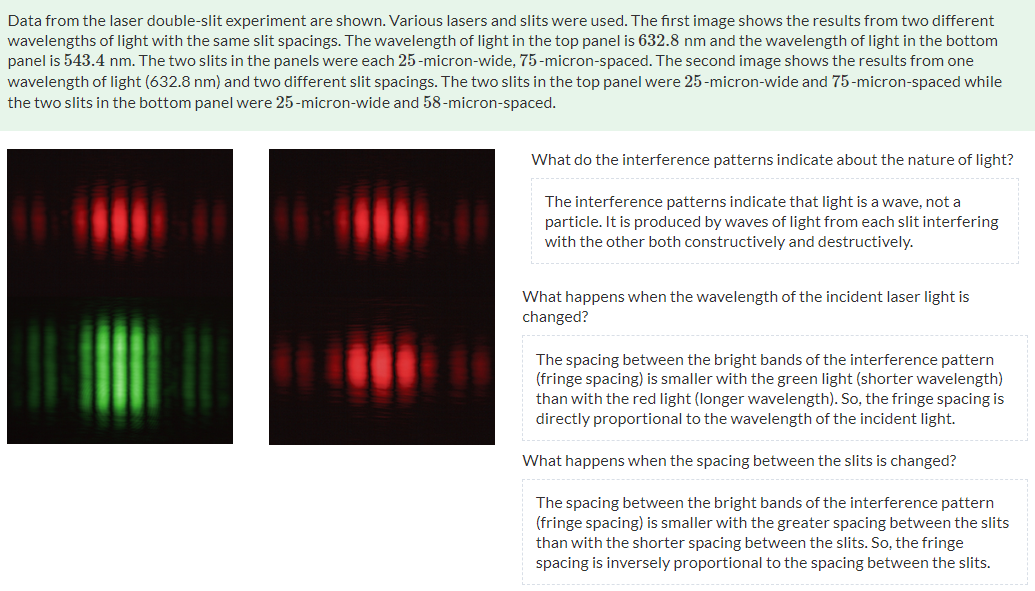 Data from the laser double-slit experiment are shown. Various lasers and slits were used. The first image shows the results from two different
wavelengths of light with the same slit spacings. The wavelength of light in the top panel is 632.8 nm and the wavelength of light in the bottom
panel is 543.4 nm. The two slits in the panels were each 25-micron-wide, 75-micron-spaced. The second image shows the results from one
wavelength of light (632.8 nm) and two different slit spacings. The two slits in the top panel were 25-micron-wide and 75-micron-spaced while
the two slits in the bottom panel were 25-micron-wide and 58-micron-spaced.
What do the interference patterns indicate about the nature of light?
The interference patterns indicate that light is a wave, not a
particle. It is produced by waves of light from each slit interfering
with the other both constructively and destructively.
What happens when the wavelength of the incident laser light is
changed?
The spacing between the bright bands of the interference pattern
(fringe spacing) is smaller with the green light (shorter wavelength)
than with the red light (longer wavelength). So, the fringe spacing is
directly proportional to the wavelength of the incident light.
What happens when the spacing between the slits is changed?
The spacing between the bright bands of the interference pattern
(fringe spacing) is smaller with the greater spacing between the slits
than with the shorter spacing between the slits. So, the fringe
spacing is inversely proportional to the spacing between the slits.